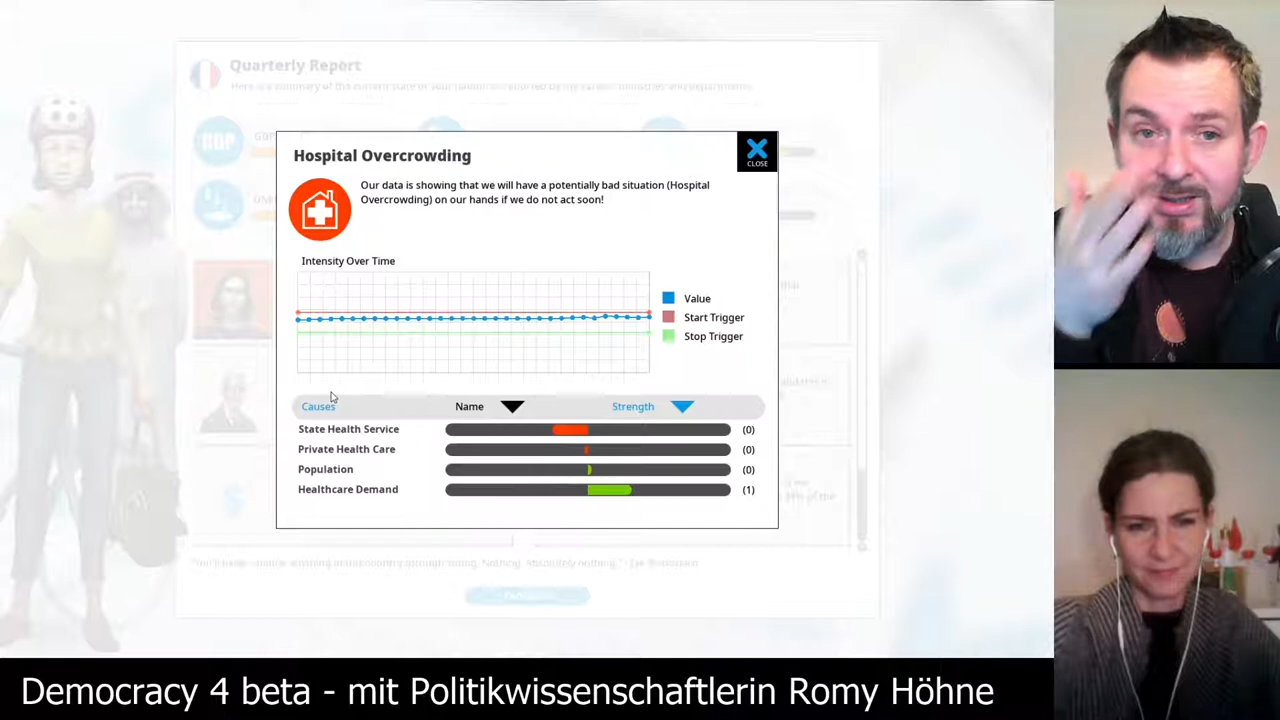 Quarterly Report
Hospital Overcrowding
CLOSE
Our data is showing that we will have a potentially bad situation (Hospital
Overcrowding) on our hands if we do not act soon!
Intensity Over Time
Value
Start Trigger
Stop Trigger
Causes Name Strength
State Health Service (0)
Private Health Care (0)
Population (0)
Healthcare Demand (1)
Democracy 4 beta - mit Politikwissenschaftlerin Romy Höhne